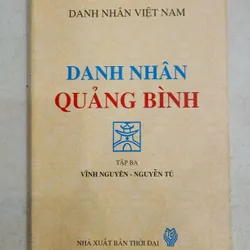 DANH NHÂN VIỆT NAM
DANH NHÂN
QUẢNG BÌNH
TẬP BA
VĨNH NGUYÊN - NGUYỄN TÚ
NHÀ XUẤT BẢN THỜI ĐẠI